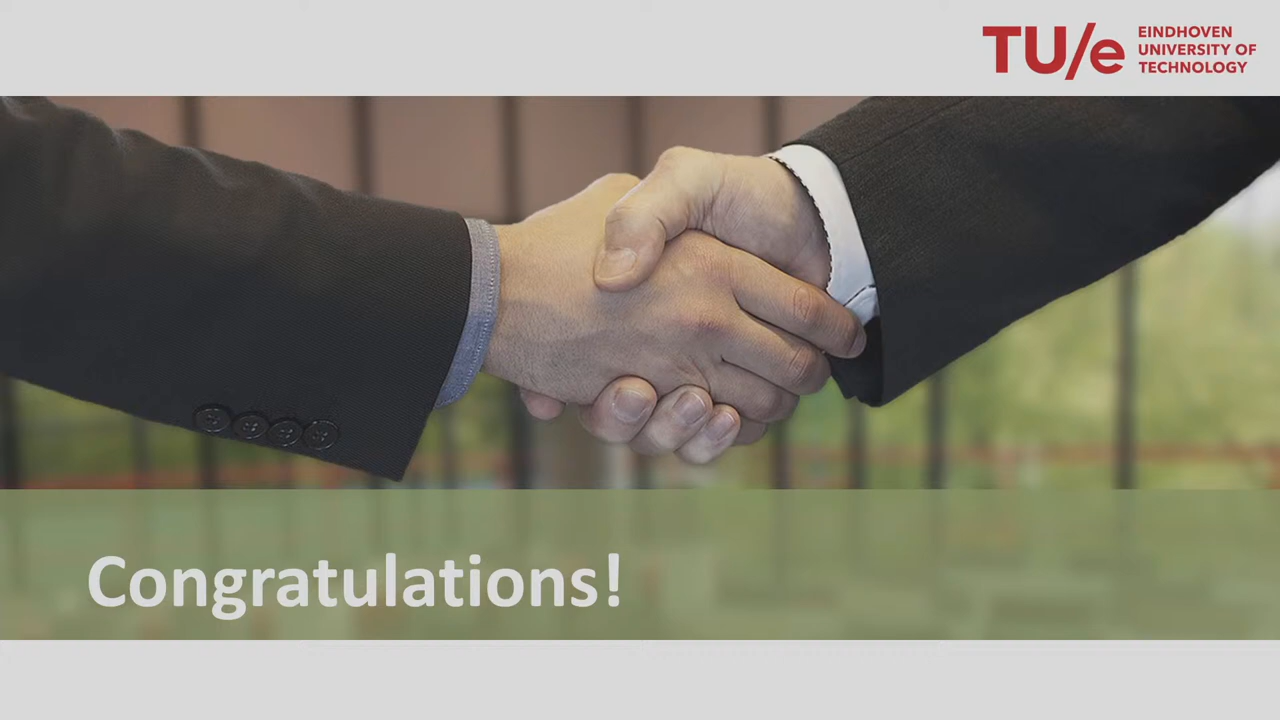 TU/e
EINDHOVEN
UNIVERSITY OF
TECHNOLOGY
Congratulations!